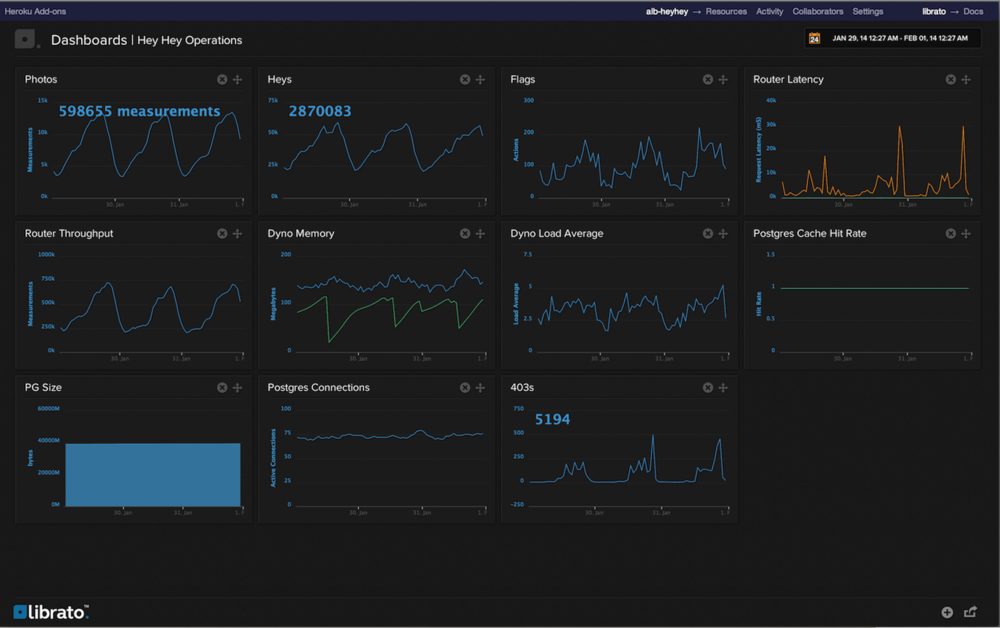 Heroku Add-ons
alb-heyhey → Resources Activity Collaborators Settings librato → Docs
Dashboards | Hey Hey Operations
24 JAN 29, 14 12:27 AM - FEB 01, 14 12:27 AM
Photos
15k
598655 measurements
10k
Measurements
5k
0k
30. Jan 31. Jan 1. F
Heys
75k
2870083
50k
25k
0k
30. Jan 31. Jan 1. F
Flags
300
200
Actions
100
0
30. Jan 31. Jan 1. F
Router Latency
40k
30k
Request Latency (mS)
20k
10k
0k
30. Jan 31. Jan 1. F
Router Throughput
1000k
750k
Measurements
500k
250k
0k
30. Jan 31. Jan 1. F
Dyno Memory
200
Megabytes
100
0
30. Jan 31. Jan 1. F
Dyno Load Average
7.5
5
Load Average
2.5
0
30. Jan 31. Jan 1. F
Postgres Cache Hit Rate
1.5
1
Hit Rate
0.5
0
30. Jan 31. Jan 1. F
PG Size
60000M
40000M
bytes
20000M
0M
30. Jan 31. Jan 1. F
Postgres Connections
100
75
Active Connections
50
25
0
30. Jan 31. Jan 1. F
403s
750
5194
500
250
0
-250
30. Jan 31. Jan 1. F
librato™